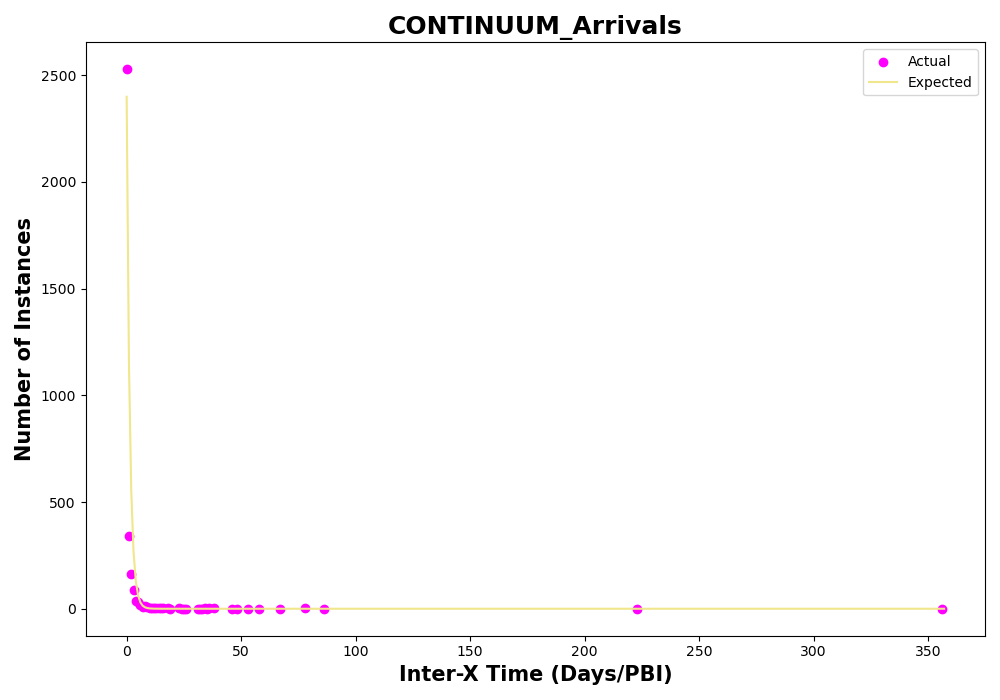 CONTINUUM_Arrivals
Actual
Expected
Number of Instances
2500
2000
1500
1000
500
0
0 50 100 150 200 250 300 350
Inter-X Time (Days/PBI)